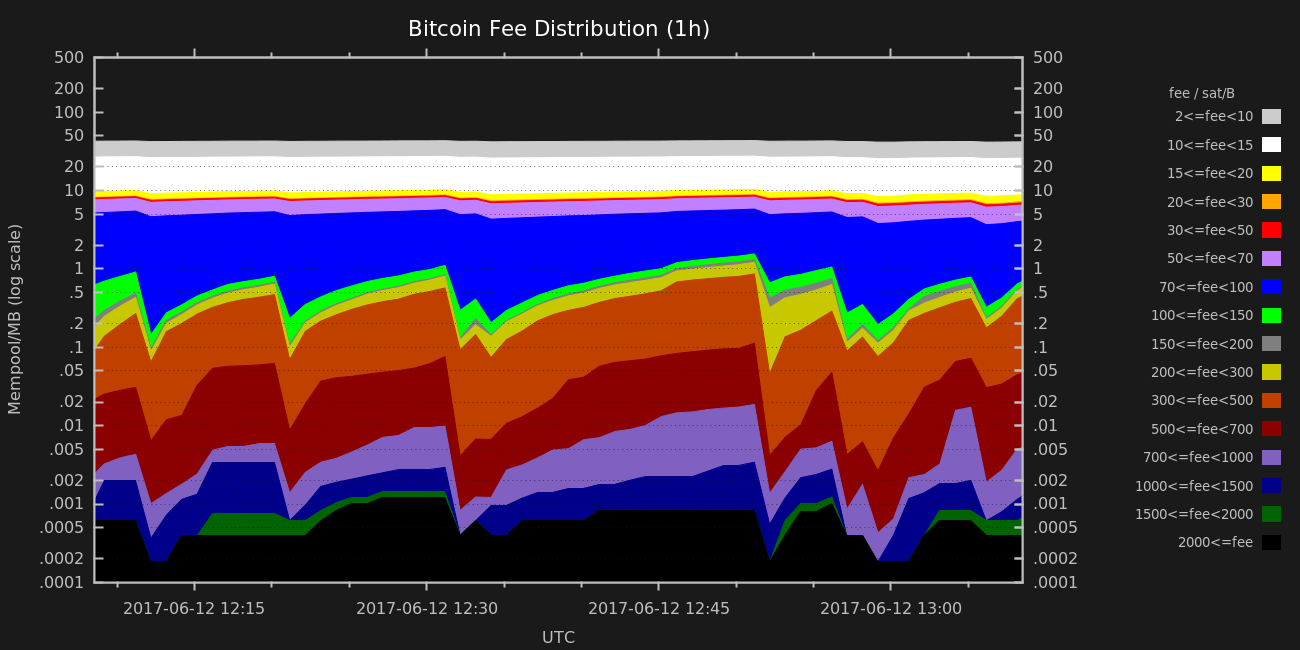 Bitcoin Fee Distribution (1h)
500
200
100
50
20
10
5
2
1
.5
.2
.1
.05
.02
.01
.005
.002
.001
.0005
.0002
.0001
Mempool/MB (log scale)
500
200
100
50
20
10
5
2
1
.5
.2
.1
.05
.02
.01
.005
.002
.001
.0005
.0002
.0001
2017-06-12 12:15
2017-06-12 12:30
2017-06-12 12:45
2017-06-12 13:00
UTC
fee / sat/B
2<=fee<10
10<=fee<15
15<=fee<20
20<=fee<30
30<=fee<50
50<=fee<70
70<=fee<100
100<=fee<150
150<=fee<200
200<=fee<300
300<=fee<500
500<=fee<700
700<=fee<1000
1000<=fee<1500
1500<=fee<2000
2000<=fee